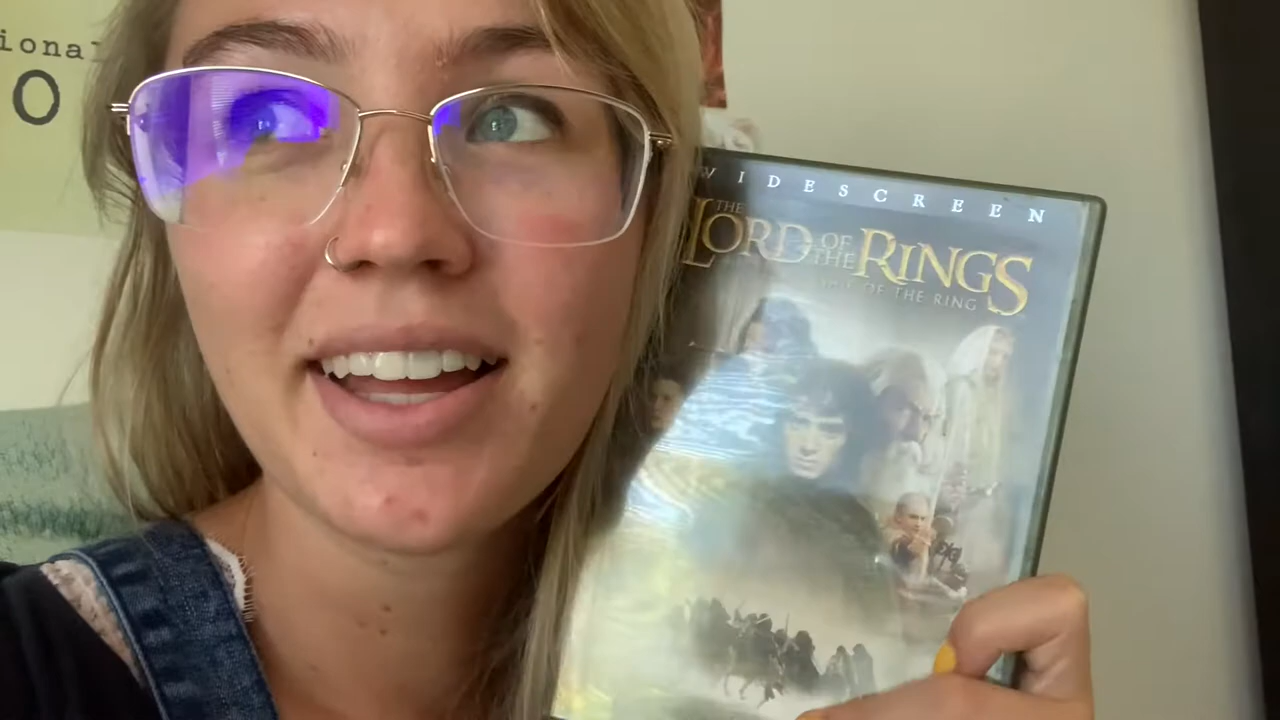 ional
O
WIDESCREEN
THE
LORD OF THE RINGS
OF THE RING